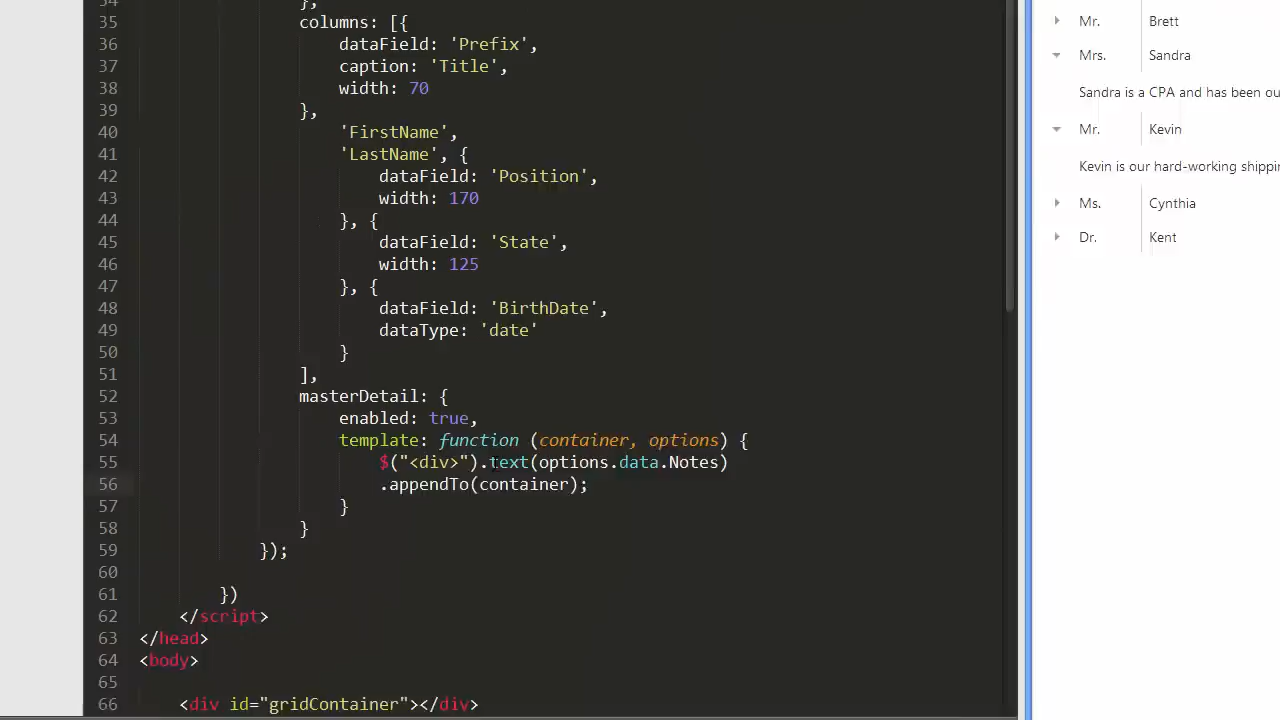 34 },
35 columns: [{
36 dataField: 'Prefix',
37 caption: 'Title',
38 width: 70
39 },
40 'FirstName',
41 'LastName', {
42 dataField: 'Position',
43 width: 170
44 }, {
45 dataField: 'State',
46 width: 125
47 }, {
48 dataField: 'BirthDate',
49 dataType: 'date'
50 }
51 ],
52 masterDetail: {
53 enabled: true,
54 template: function (container, options) {
55 $("<div>").text(options.data.Notes)
56 .appendTo(container);
57 }
58 }
59 });
60
61 })
62 </script>
63 </head>
64 <body>
65
66 <div id="gridContainer"></div>
Mr. Brett
Mrs. Sandra
Sandra is a CPA and has been ou
Mr. Kevin
Kevin is our hard-working shippin
Ms. Cynthia
Dr. Kent